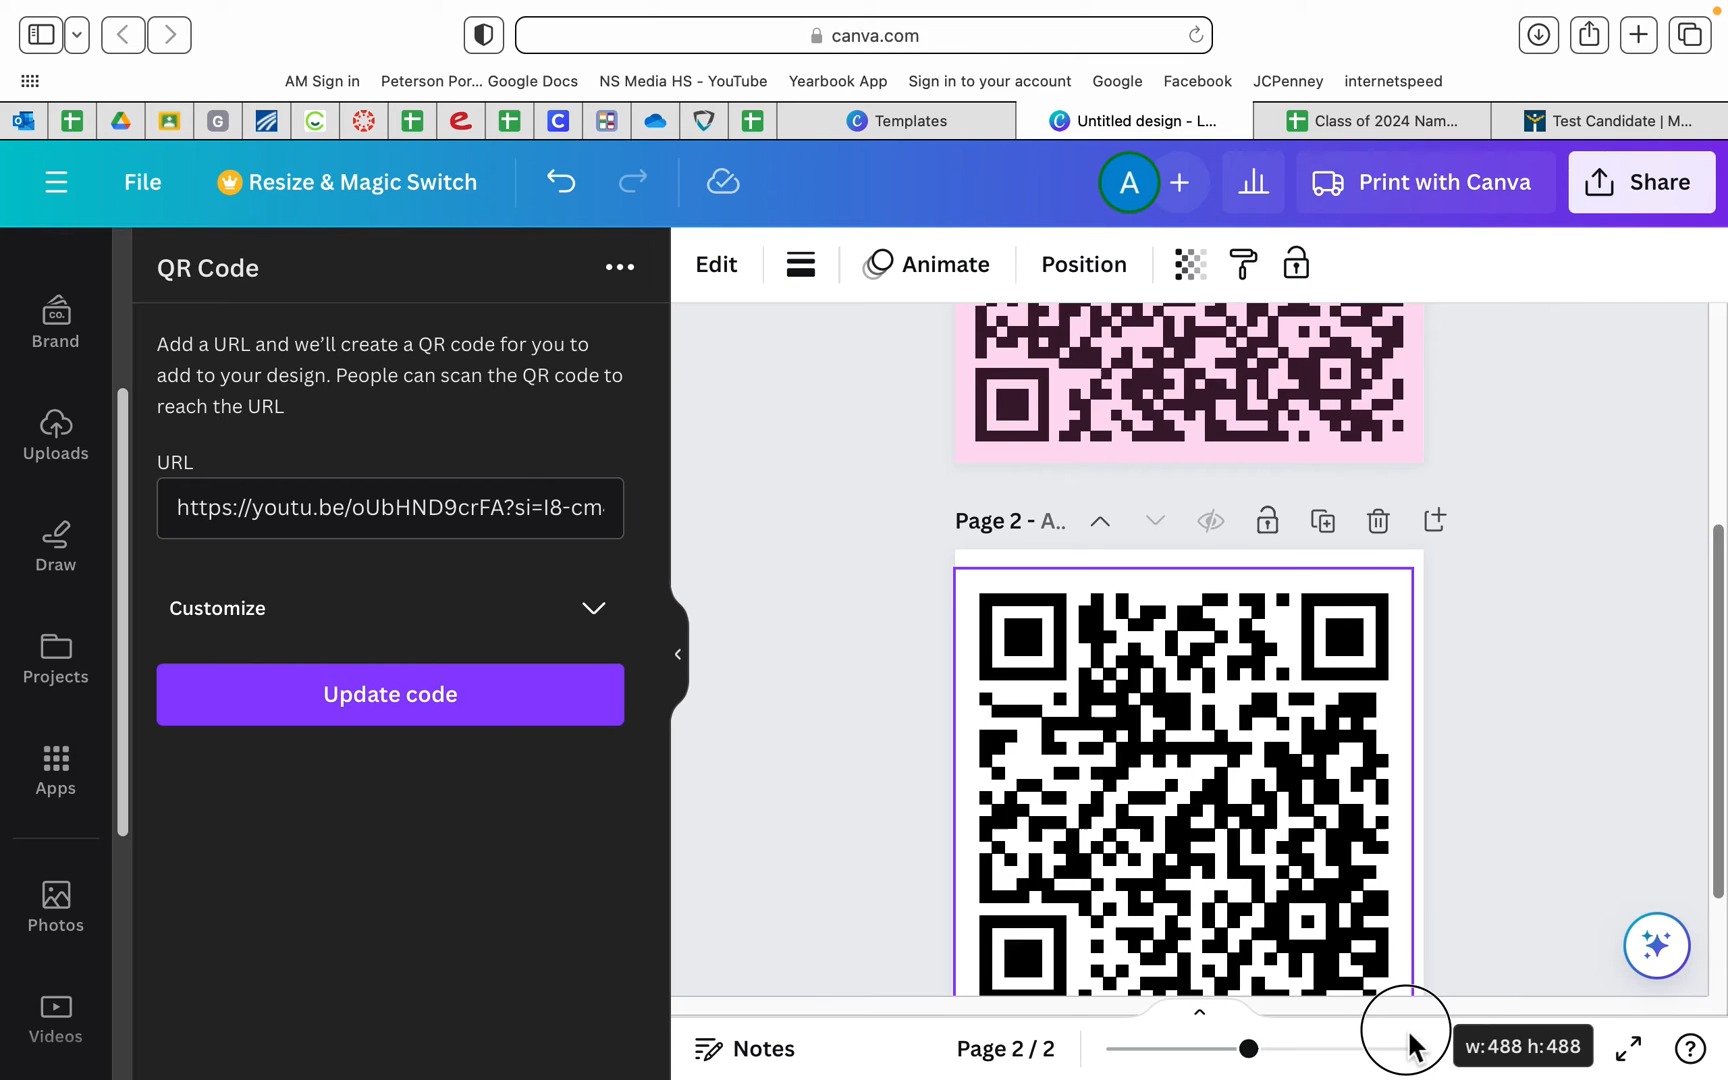 canva.com
AM Sign in
Peterson Por... Google Docs
NS Media HS - YouTube
Yearbook App
Sign in to your account
Google
Facebook
JCPenney
internetspeed
Templates
Untitled design - L...
Class of 2024 Nam...
Test Candidate | M...
File
Resize & Magic Switch
A
Print with Canva
Share
Brand
Uploads
Draw
Projects
Apps
Photos
Videos
QR Code
Add a URL and we'll create a QR code for you to
add to your design. People can scan the QR code to
reach the URL
URL
https://youtu.be/oUbHND9crFA?si=I8-cm
Customize
Update code
Edit
Animate
Position
Page 2 - A..
Notes
Page 2 / 2
w:488 h:488